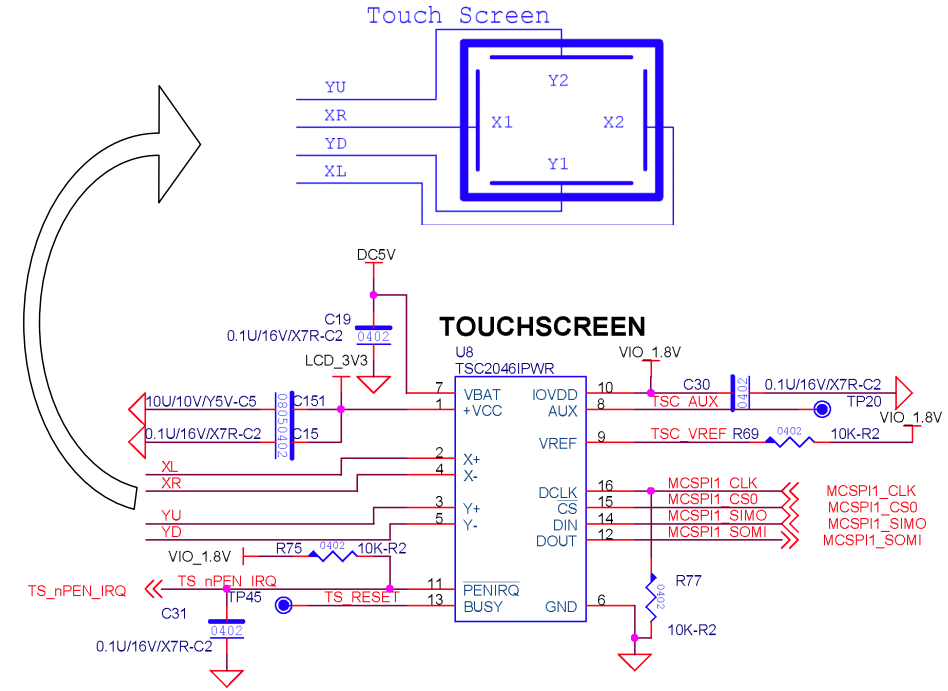 Touch Screen
YU
XR
YD
XL
Y2
X1
X2
Y1
DC5V
C19
0.1U/16V/X7R-C2
0402
TOUCHSCREEN
LCD_3V3
U8
TSC2046IPWR
VIO_1.8V
7
VBAT
IOVDD
10
C30
0402
0.1U/16V/X7R-C2
10U/10V/Y5V-C5
0805
C151
1
+VCC
AUX
8
TSC_AUX
TP20
0.1U/16V/X7R-C2
0402
C15
VREF
9
TSC_VREF
R69
0402
10K-R2
VIO_1.8V
XL
2
X+
XR
4
X-
DCLK
16
MCSPI1_CLK
MCSPI1_CLK
YU
3
Y+
CS
15
MCSPI1_CS0
MCSPI1_CS0
YD
5
Y-
DIN
14
MCSPI1_SIMO
MCSPI1_SIMO
DOUT
12
MCSPI1_SOMI
MCSPI1_SOMI
VIO_1.8V
R75
0402
10K-R2
TS_nPEN_IRQ
TS_nPEN_IRQ
11
PENIRQ
TP45
TS_RESET
13
BUSY
GND
6
R77
0402
10K-R2
C31
0402
0.1U/16V/X7R-C2